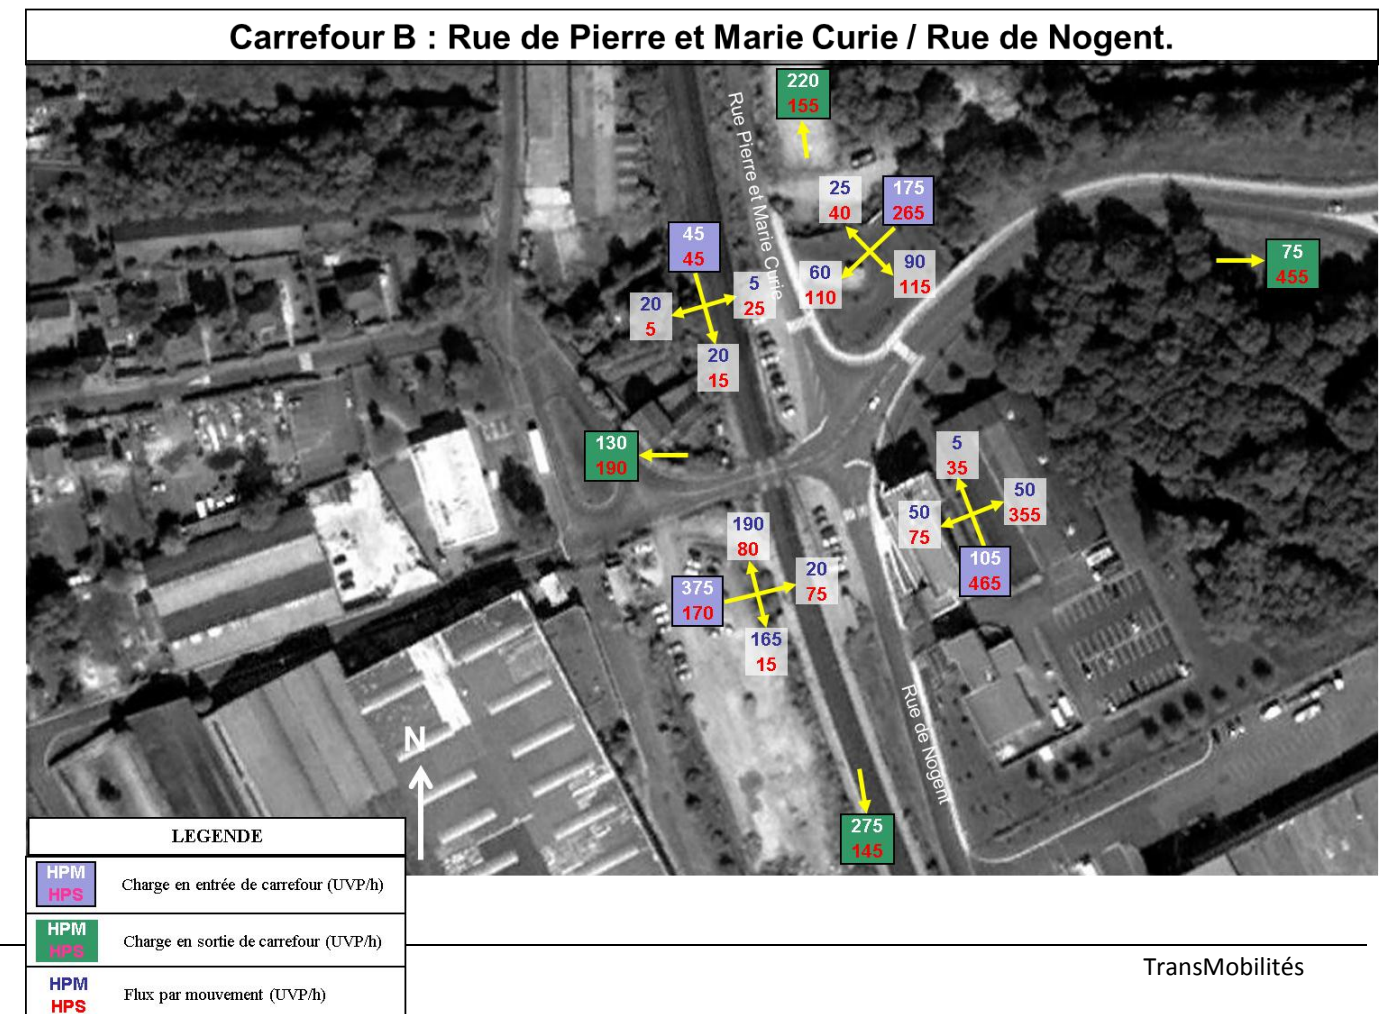 Carrefour B : Rue de Pierre et Marie Curie / Rue de Nogent.
220
155
Rue Pierre et Marie Curie
25
40
175
265
45
45
60
110
90
115
75
455
20
5
5
25
20
15
130
190
5
35
50
355
50
75
105
465
190
80
375
170
20
75
165
15
Rue de Nogent
N
275
145
LEGENDE
HPM
HPS
Charge en entrée de carrefour (UVP/h)
HPM
HPS
Charge en sortie de carrefour (UVP/h)
HPM
HPS
Flux par mouvement (UVP/h)
TransMobilités